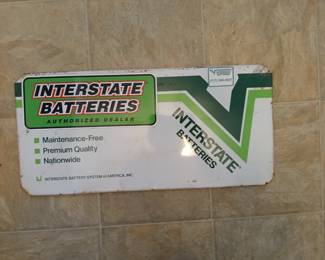 INTERSTATE
BATTERIES
AUTHORIZED DEALER
Maintenance-Free
Premium Quality
Nationwide
INTERSTATE
BATTERIES
INTERSTATE BATTERY SYSTEM of AMERICA, INC.